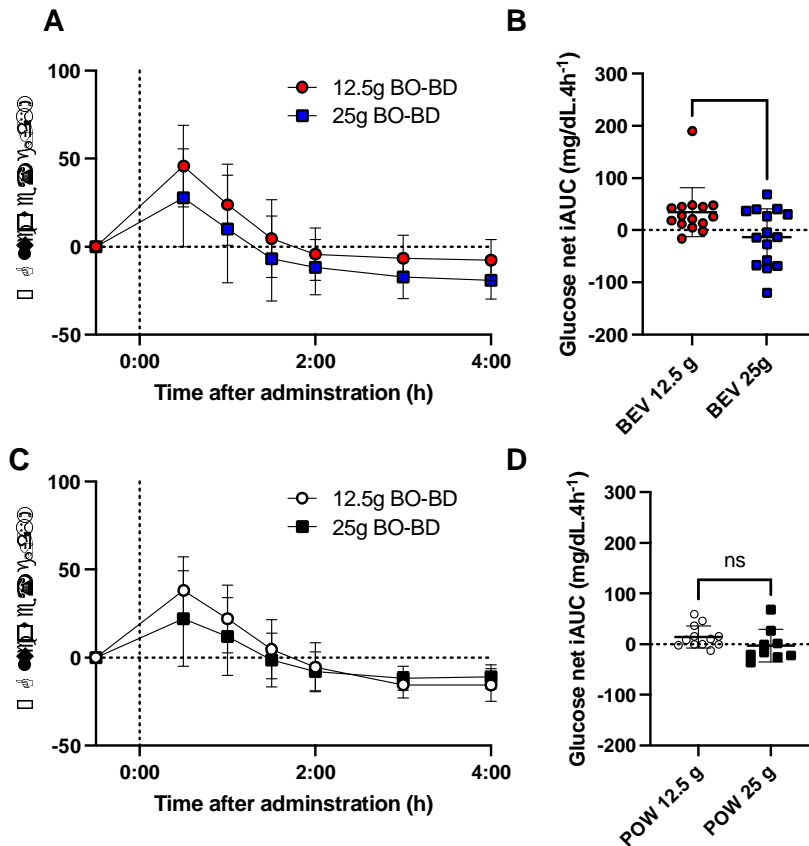 A
100
50
0
-50
12.5g BO-BD
25g BO-BD
0:00
2:00
4:00
Time after adminstration (h)
B
Glucose net iAUC (mg/dL.4h⁻¹)
300
200
100
0
-100
-200
BEV 12.5 g
BEV 25g
C
100
50
0
-50
12.5g BO-BD
25g BO-BD
0:00
2:00
4:00
Time after adminstration (h)
D
Glucose net iAUC (mg/dL.4h⁻¹)
300
200
100
0
-100
-200
ns
POW 12.5 g
POW 25 g